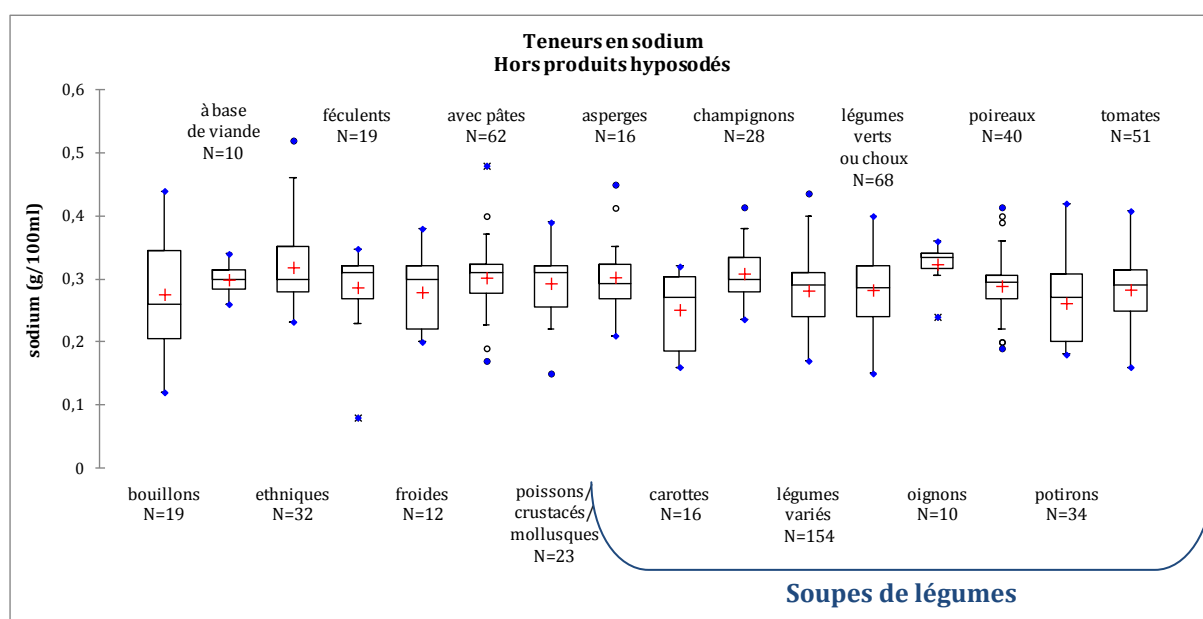 Teneurs en sodium
Hors produits hyposodés
sodium (g/100ml)
0,6
0,5
0,4
0,3
0,2
0,1
0
à base
de viande
N=10
féculents
N=19
avec pâtes
N=62
asperges
N=16
champignons
N=28
légumes
verts
ou choux
N=68
poireaux
N=40
tomates
N=51
bouillons
N=19
ethniques
N=32
froides
N=12
poissons/
crustacés/
mollusques
N=23
carottes
N=16
légumes
variés
N=154
oignons
N=10
potirons
N=34
Soupes de légumes